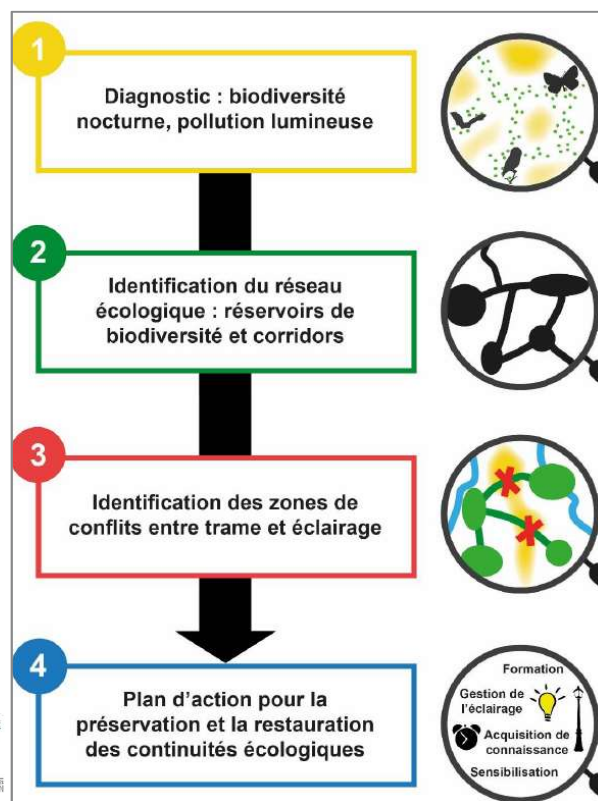 1
Diagnostic : biodiversité
nocturne, pollution lumineuse
2
Identification du réseau
écologique : réservoirs de
biodiversité et corridors
3
Identification des zones de
conflits entre trame et éclairage
4
Plan d’action pour la
préservation et la restauration
des continuités écologiques
Formation
Gestion de
l’éclairage
Acquisition de
connaissance
Sensibilisation